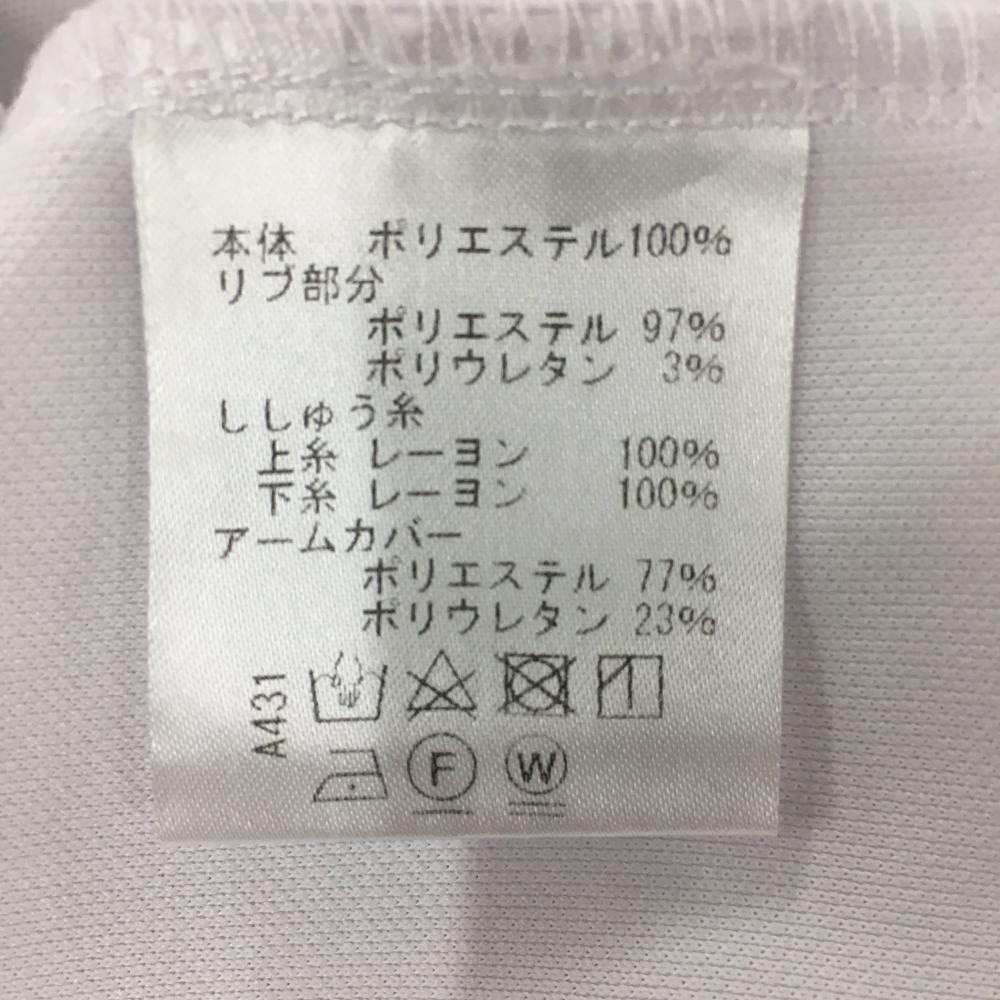 本体 ポリエステル100%
リブ部分
ポリエステル 97%
ポリウレタン 3%
ししゅう糸
上糸 レーヨン 100%
下糸 レーヨン 100%
アームカバー
ポリエステル 77%
ポリウレタン 23%
A431
F W